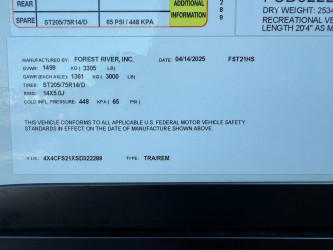 ADDITIONAL
SPARE ST205/75R14/D 65 PSI / 448 KPA INFORMATION
DRY WEIGHT: 2534
RECREATIONAL VE
LENGTH 20'4" AS M
MANUFACTURED BY: FOREST RIVER, INC. 04/14/2025 FST21HS
GVWR: 1499 KG ( 3305 LB)
GAWR (EACH AXLE): 1361 KG ( 3000 LB)
TIRES: ST205/75R14/D
RIMS: 14X5.0J
COLD INFL. PRESSURE: 448 KPA ( 65 PSI)
THIS VEHICLE CONFORMS TO ALL APPLICABLE U.S. FEDERAL MOTOR VEHICLE SAFETY
STANDARDS IN EFFECT ON THE DATE OF MANUFACTURE SHOWN ABOVE.
V.I.N.: 4X4CFS21XSD322289 TYPE: TRA/REM